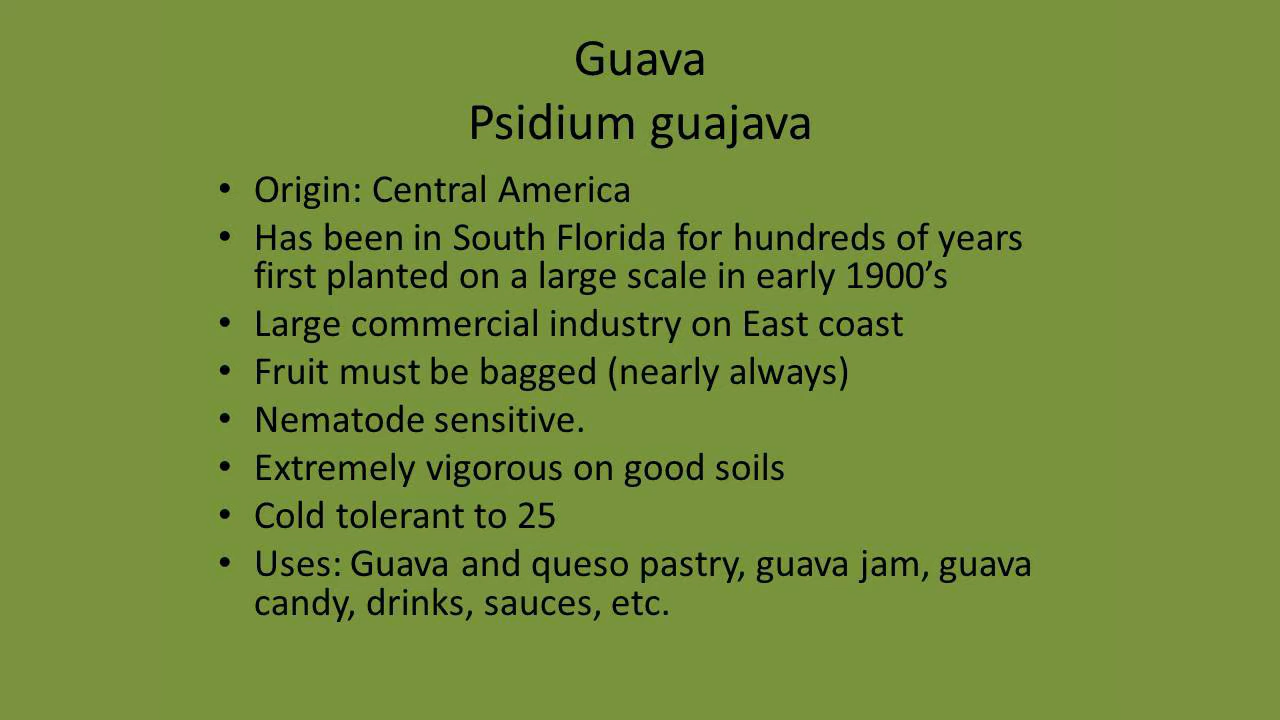 Guava
Psidium guajava
• Origin: Central America
• Has been in South Florida for hundreds of years
first planted on a large scale in early 1900’s
• Large commercial industry on East coast
• Fruit must be bagged (nearly always)
• Nematode sensitive.
• Extremely vigorous on good soils
• Cold tolerant to 25
• Uses: Guava and queso pastry, guava jam, guava
candy, drinks, sauces, etc.